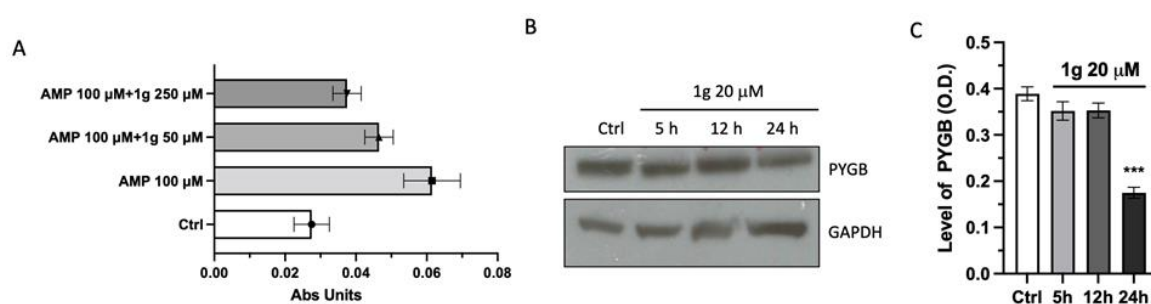 A
AMP 100 µM+1g 250 µM
AMP 100 µM+1g 50 µM
AMP 100 µM
Ctrl
0.00 0.02 0.04 0.06 0.08
Abs Units
B
1g 20 µM
Ctrl 5 h 12 h 24 h
PYGB
GAPDH
C
Level of PYGB (O.D.)
0.5
0.4
0.3
0.2
0.1
0.0
1g 20 µM
***
Ctrl 5h 12h 24h